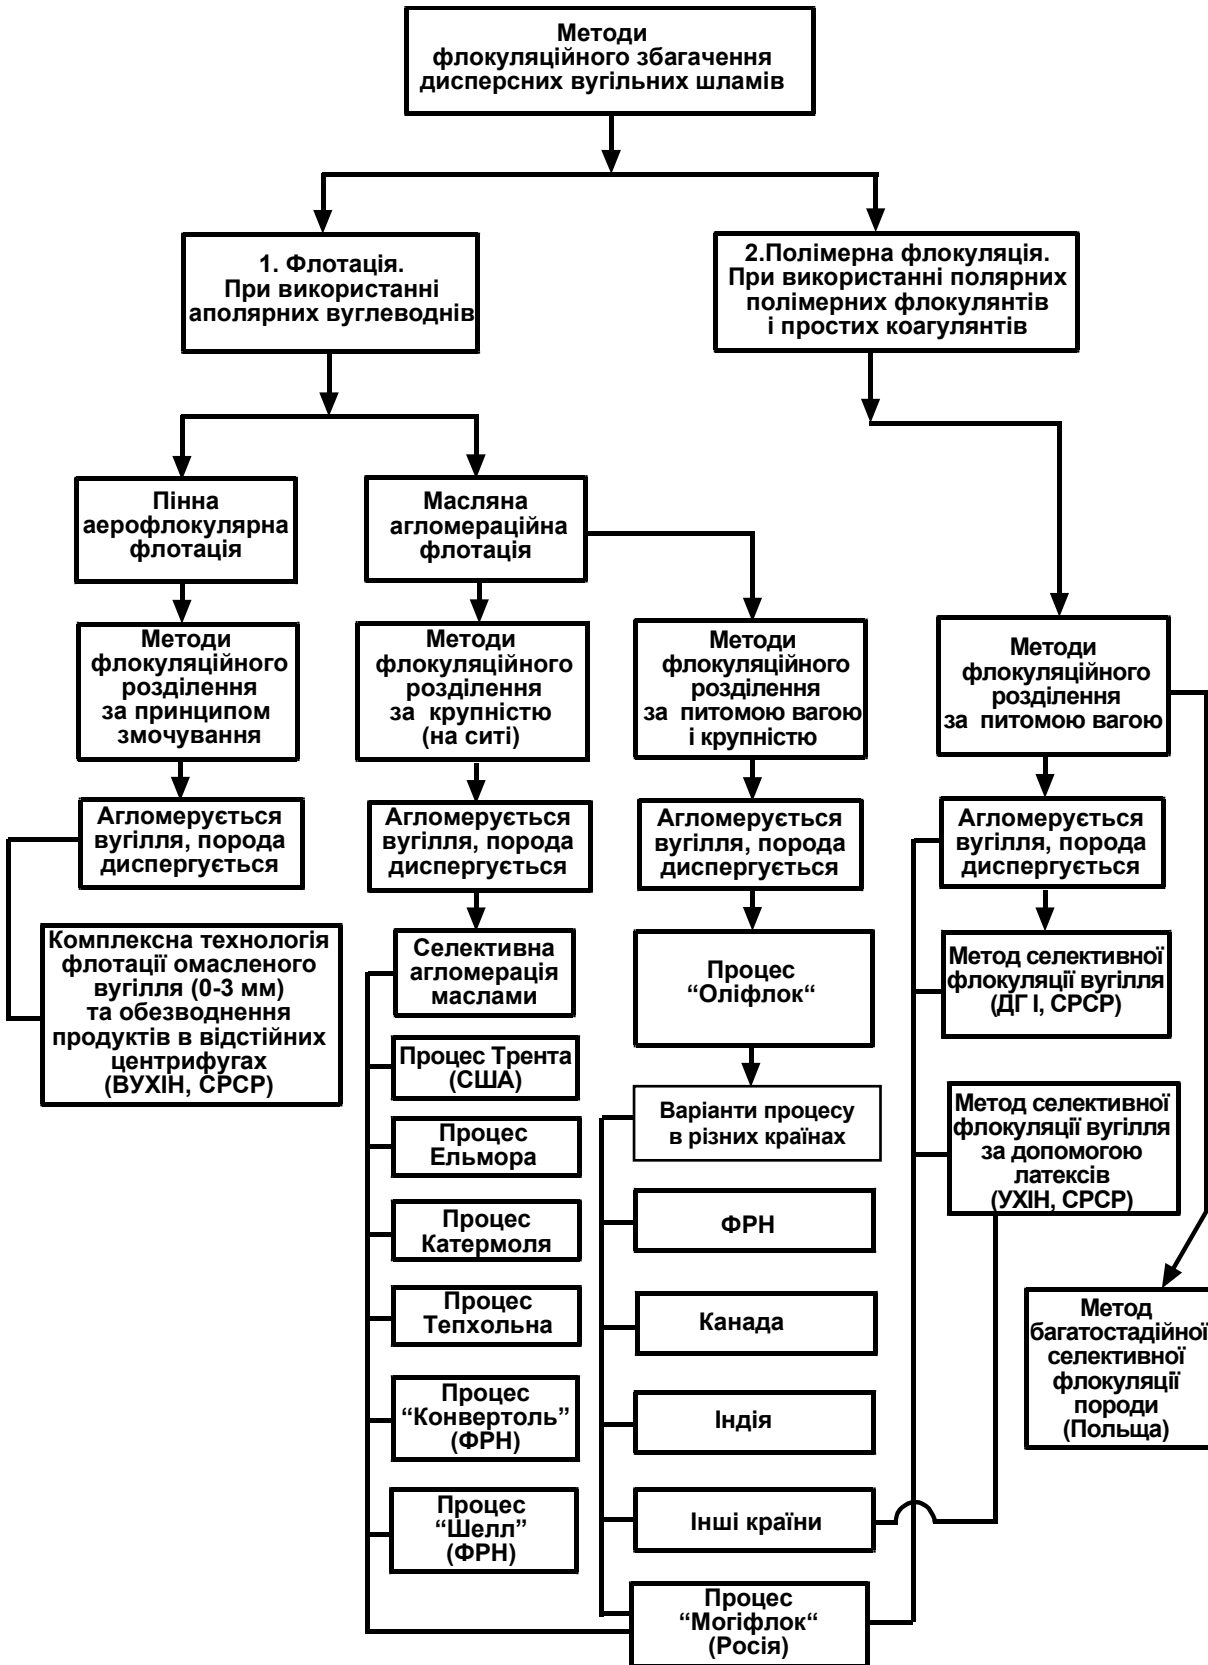 Методи
флокуляційного збагачення
дисперсних вугільних шламів
1. Флотація.
При використанні
аполярних вуглеводнів
2.Полімерна флокуляція.
При використанні полярних
полімерних флокулянтів
і простих коагулянтів
Пінна
аерофлокулярна
флотація
Масляна
агломераційна
флотація
Методи
флокуляційного
розділення
за принципом
змочування
Методи
флокуляційного
розділення
за крупністю
(на ситі)
Методи
флокуляційного
розділення
за питомою вагою
і крупністю
Методи
флокуляційного
розділення
за питомою вагою
Агломерується
вугілля, порода
диспергується
Агломерується
вугілля, порода
диспергується
Агломерується
вугілля, порода
диспергується
Агломерується
вугілля, порода
диспергується
Комплексна технологія
флотації омасленого
вугілля (0-3 мм)
та обезводнення
продуктів в відстійних
центрифугах
(ВУХІН, СРСР)
Селективна
агломерація
маслами
Процес Трента
(США)
Процес
Ельмора
Процес
Катермоля
Процес
Тепхольна
Процес
“Конвертоль”
(ФРН)
Процес
“Шелл”
(ФРН)
Процес
“Оліфлок“
Варіанти процесу
в різних країнах
ФРН
Канада
Індія
Інші країни
Процес
“Могіфлок“
(Росія)
Метод селективної
флокуляції вугілля
(ДГ І, СРСР)
Метод селективної
флокуляції вугілля
за допомогою
латексів
(УХІН, СРСР)
Метод
багатостадійної
селективної
флокуляції
породи
(Польща)